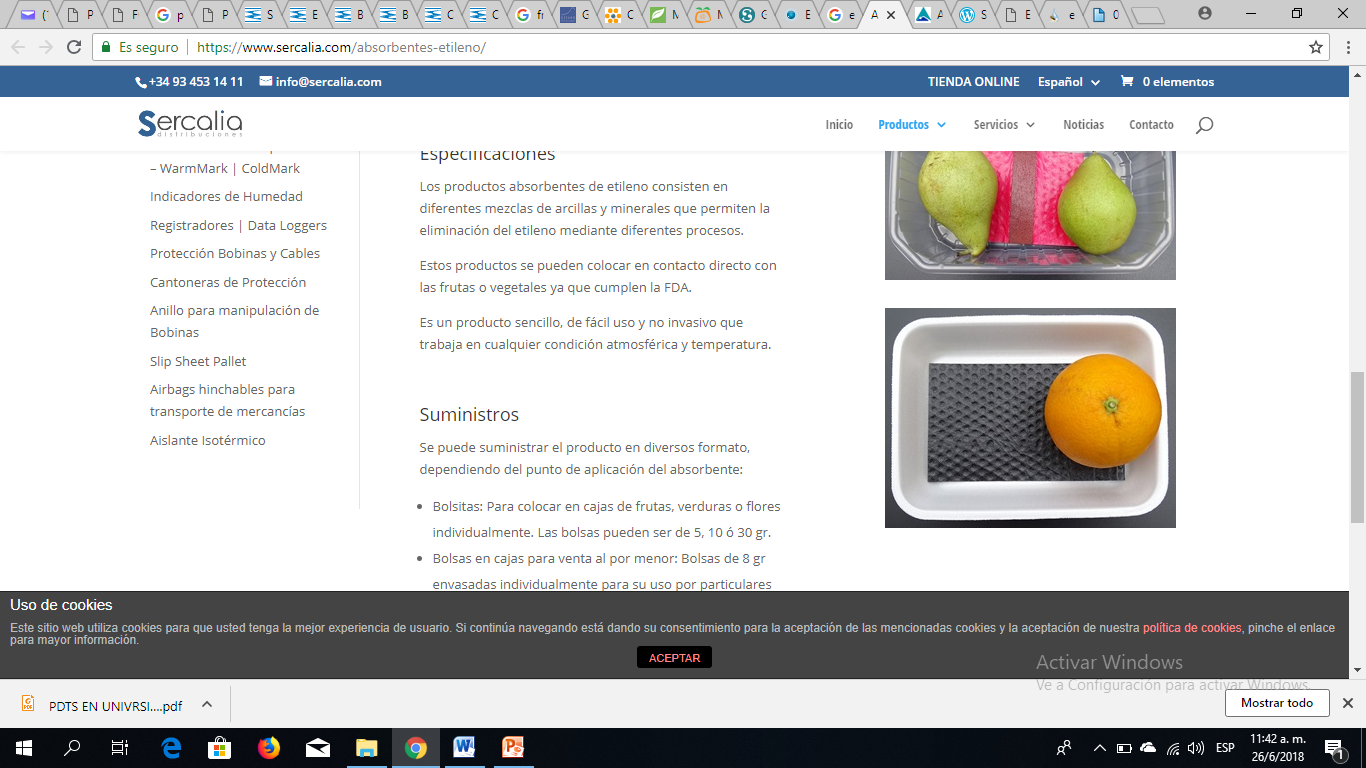 (
P
F
p
P
S
E
B
B
C
C
fr
G
C
M
M
G
E
e
A
A
S
E
e
0
Es seguro
https://www.sercalia.com/absorbentes-etileno/
+34 93 453 14 11
info@sercalia.com
TIENDA ONLINE
Español
0 elementos
Sercalia
distribuciones
Inicio
Productos
Servicios
Noticias
Contacto
– WarmMark | ColdMark
Indicadores de Humedad
Registradores | Data Loggers
Protección Bobinas y Cables
Cantoneras de Protección
Anillo para manipulación de
Bobinas
Slip Sheet Pallet
Airbags hinchables para
transporte de mercancías
Aislante Isotérmico
Especificaciones
Los productos absorbentes de etileno consisten en
diferentes mezclas de arcillas y minerales que permiten la
eliminación del etileno mediante diferentes procesos.
Estos productos se pueden colocar en contacto directo con
las frutas o vegetales ya que cumplen la FDA.
Es un producto sencillo, de fácil uso y no invasivo que
trabaja en cualquier condición atmosférica y temperatura.
Suministros
Se puede suministrar el producto en diversos formato,
dependiendo del punto de aplicación del absorbente:
Bolsitas: Para colocar en cajas de frutas, verduras o flores
individualmente. Las bolsas pueden ser de 5, 10 ó 30 gr.
Bolsas en cajas para venta al por menor: Bolsas de 8 gr
envasadas individualmente para su uso por particulares
Uso de cookies
Este sitio web utiliza cookies para que usted tenga la mejor experiencia de usuario. Si continúa navegando está dando su consentimiento para la aceptación de las mencionadas cookies y la aceptación de nuestra política de cookies, pinche el enlace
para mayor información.
ACEPTAR
Activar Windows
Ve a Configuración para activar Windows.
PDTS EN UNIVRSI....pdf
Mostrar todo
ESP
11:42 a. m.
26/6/2018
1